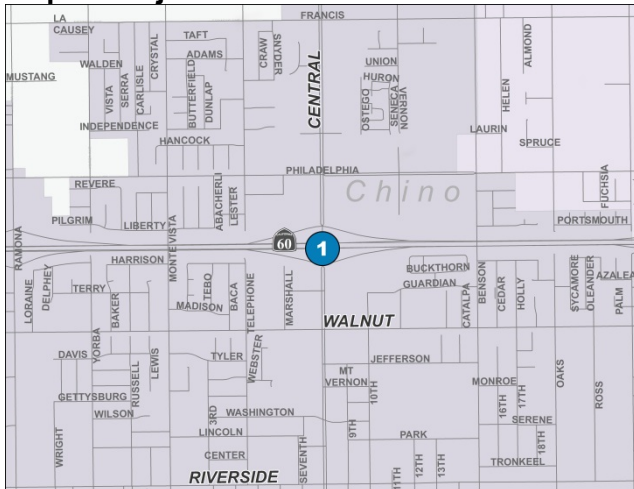 LA
CAUSEY
FRANCIS
TAFT
ADAMS
CRAW
SNYDER
CENTRAL
UNION
HURON
ALMOND
MUSTANG
WALDEN
VISTA
SERRA
CARLISLE
CRYSTAL
BUTTERFIELD
DUNLAP
OSTEGO
SENECA
VERNON
HELEN
INDEPENDENCE
HANCOCK
LAURIN
SPRUCE
PHILADELPHIA
REVERE
ABACHERLI
LESTER
Chino
FUCHSIA
PILGRIM
LIBERTY
PORTSMOUTH
RAMONA
MONTE VISTA
60
1
HARRISON
BUCKTHORN
GUARDIAN
LORAINE
DELPHEY
TERRY
BAKER
MADISON
TEBO
BACA
TELEPHONE
MARSHALL
CATALPA
BENSON
CEDAR
HOLLY
SYCAMORE
OLEANDER
AZALEA
PALM
WALNUT
DAVIS
YORBA
RUSSELL
LEWIS
TYLER
WEBSTER
JEFFERSON
MT
VERNON
10TH
MONROE
OAKS
ROSS
GETTYSBURG
WILSON
3RD
WASHINGTON
16TH
17TH
SERENE
WRIGHT
LINCOLN
CENTER
SEVENTH
9TH
PARK
18TH
RIVERSIDE
11TH
12TH
13TH
TRONKEEL